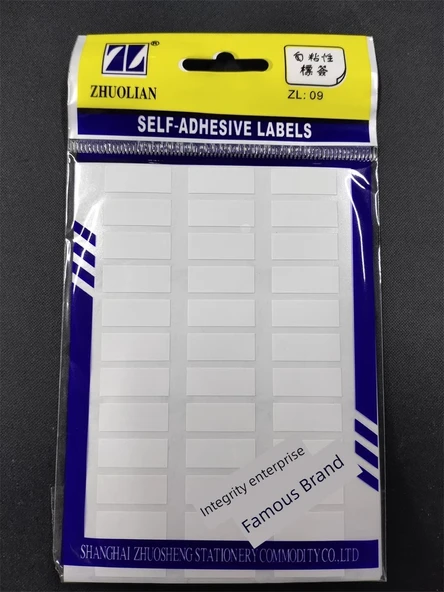 ®
自粘性
標簽
ZHUOLIAN
ZL: 09
SELF-ADHESIVE LABELS
Integrity enterprise
Famous Brand
SHANGHAI ZHUOSHENG STATIONERY COMMODITY CO.,LTD